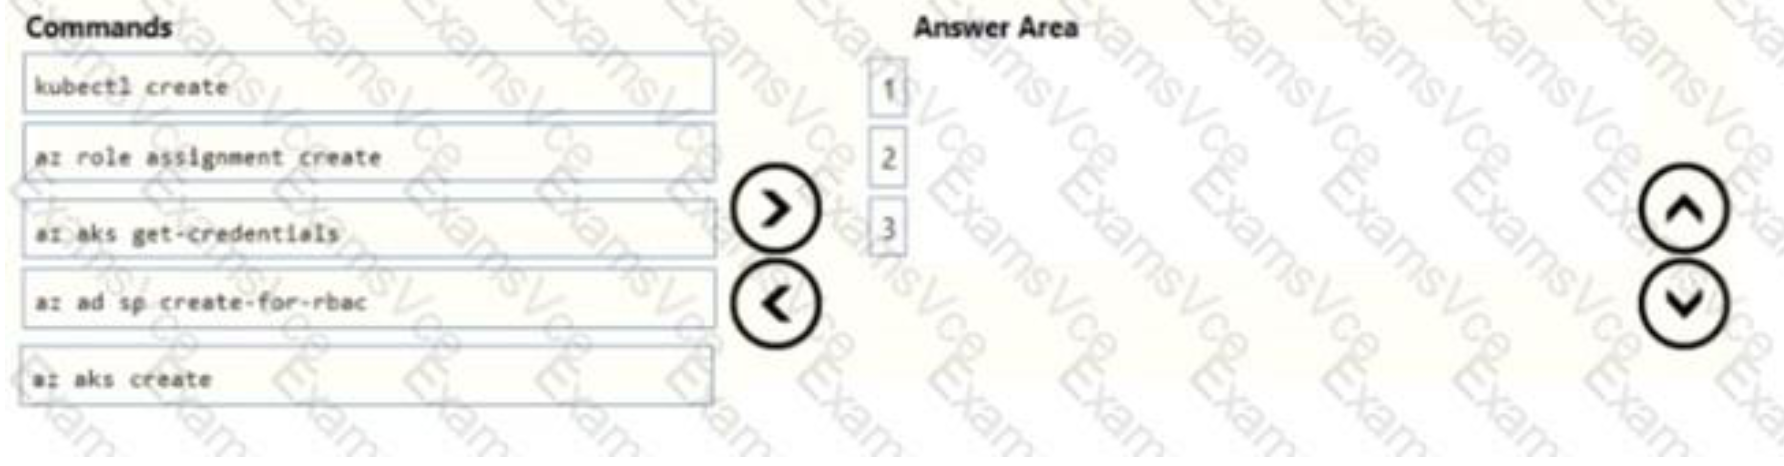 Commands
Answer Area
kubectl create
1
az role assignment create
2
az aks get-credentials
3
az ad sp create-for-rbac
az aks create
ExamsVce